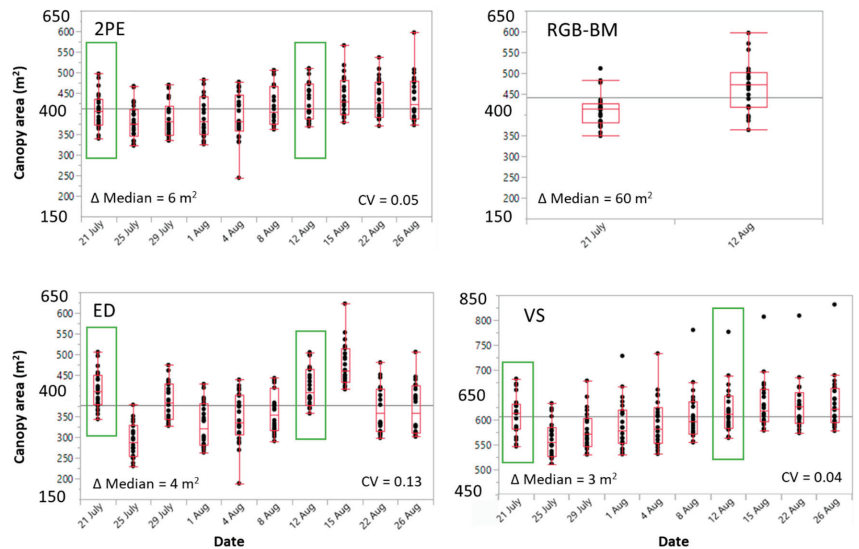 2PE
Canopy area (m²)
650
600
550
500
450
400
350
300
250
200
150
Δ Median = 6 m²
CV = 0.05
21 July
25 July
29 July
1 Aug
4 Aug
8 Aug
12 Aug
15 Aug
22 Aug
26 Aug
RGB-BM
650
600
550
500
450
400
350
300
250
200
150
Δ Median = 60 m²
21 July
12 Aug
ED
Canopy area (m²)
650
600
550
500
450
400
350
300
250
200
150
Δ Median = 4 m²
CV = 0.13
21 July
25 July
29 July
1 Aug
4 Aug
8 Aug
12 Aug
15 Aug
22 Aug
26 Aug
Date
VS
850
800
750
700
650
600
550
500
450
Δ Median = 3 m²
CV = 0.04
21 July
25 July
29 July
1 Aug
4 Aug
8 Aug
12 Aug
15 Aug
22 Aug
26 Aug
Date